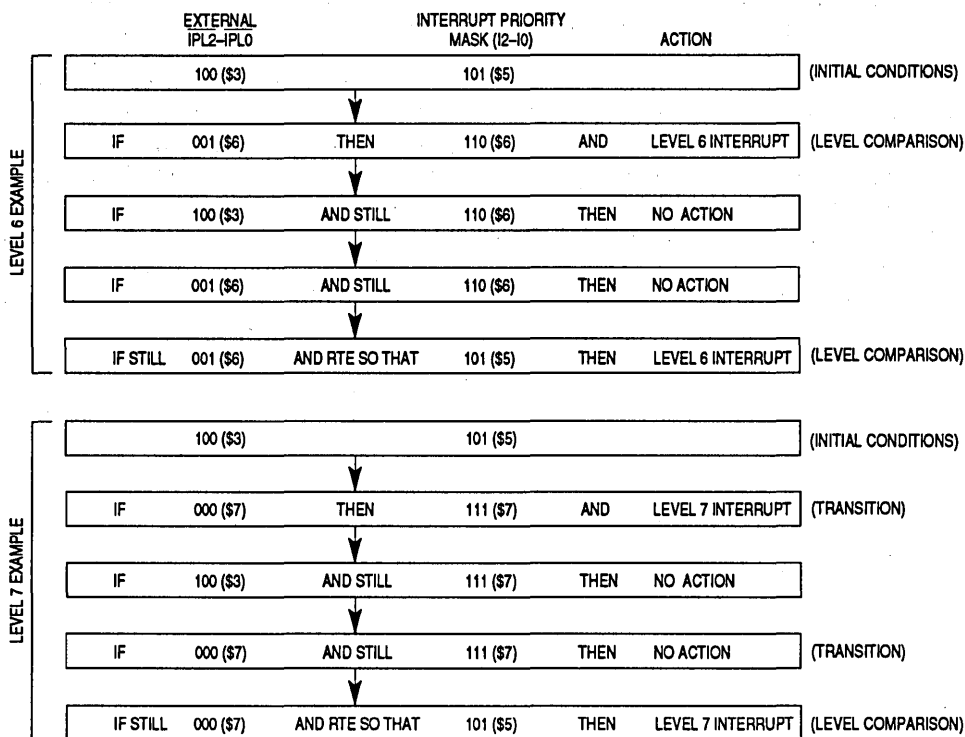 EXTERNAL INTERRUPT PRIORITY
IPL2–IPL0 MASK (I2–I0) ACTION
LEVEL 6 EXAMPLE
100 ($3) 101 ($5) (INITIAL CONDITIONS)
IF 001 ($6) THEN 110 ($6) AND LEVEL 6 INTERRUPT (LEVEL COMPARISON)
IF 100 ($3) AND STILL 110 ($6) THEN NO ACTION
IF 001 ($6) AND STILL 110 ($6) THEN NO ACTION
IF STILL 001 ($6) AND RTE SO THAT 101 ($5) THEN LEVEL 6 INTERRUPT (LEVEL COMPARISON)
LEVEL 7 EXAMPLE
100 ($3) 101 ($5) (INITIAL CONDITIONS)
IF 000 ($7) THEN 111 ($7) AND LEVEL 7 INTERRUPT (TRANSITION)
IF 100 ($3) AND STILL 111 ($7) THEN NO ACTION
IF 000 ($7) AND STILL 111 ($7) THEN NO ACTION (TRANSITION)
IF STILL 000 ($7) AND RTE SO THAT 101 ($5) THEN LEVEL 7 INTERRUPT (LEVEL COMPARISON)